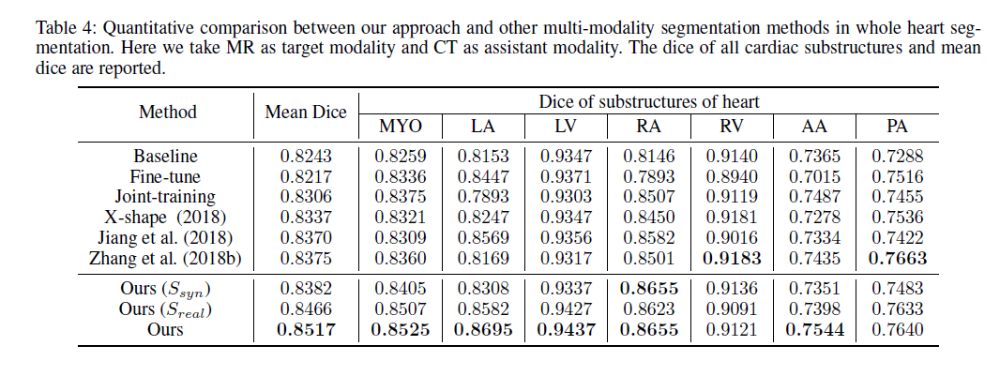 Table 4: Quantitative comparison between our approach and other multi-modality segmentation methods in whole heart seg-
mentation. Here we take MR as target modality and CT as assistant modality. The dice of all cardiac substructures and mean
dice are reported.
Method Mean Dice Dice of substructures of heart
MYO LA LV RA RV AA PA
Baseline 0.8243 0.8259 0.8153 0.9347 0.8146 0.9140 0.7365 0.7288
Fine-tune 0.8217 0.8336 0.8447 0.9371 0.7893 0.8940 0.7015 0.7516
Joint-training 0.8306 0.8375 0.7893 0.9303 0.8507 0.9119 0.7487 0.7455
X-shape (2018) 0.8337 0.8321 0.8247 0.9347 0.8450 0.9181 0.7278 0.7536
Jiang et al. (2018) 0.8370 0.8309 0.8569 0.9356 0.8582 0.9016 0.7334 0.7422
Zhang et al. (2018b) 0.8375 0.8360 0.8169 0.9317 0.8501 0.9183 0.7435 0.7663
Ours (Ssyn) 0.8382 0.8405 0.8308 0.9337 0.8655 0.9136 0.7351 0.7483
Ours (Sreal) 0.8466 0.8507 0.8582 0.9427 0.8623 0.9091 0.7398 0.7633
Ours 0.8517 0.8525 0.8695 0.9437 0.8655 0.9121 0.7544 0.7640